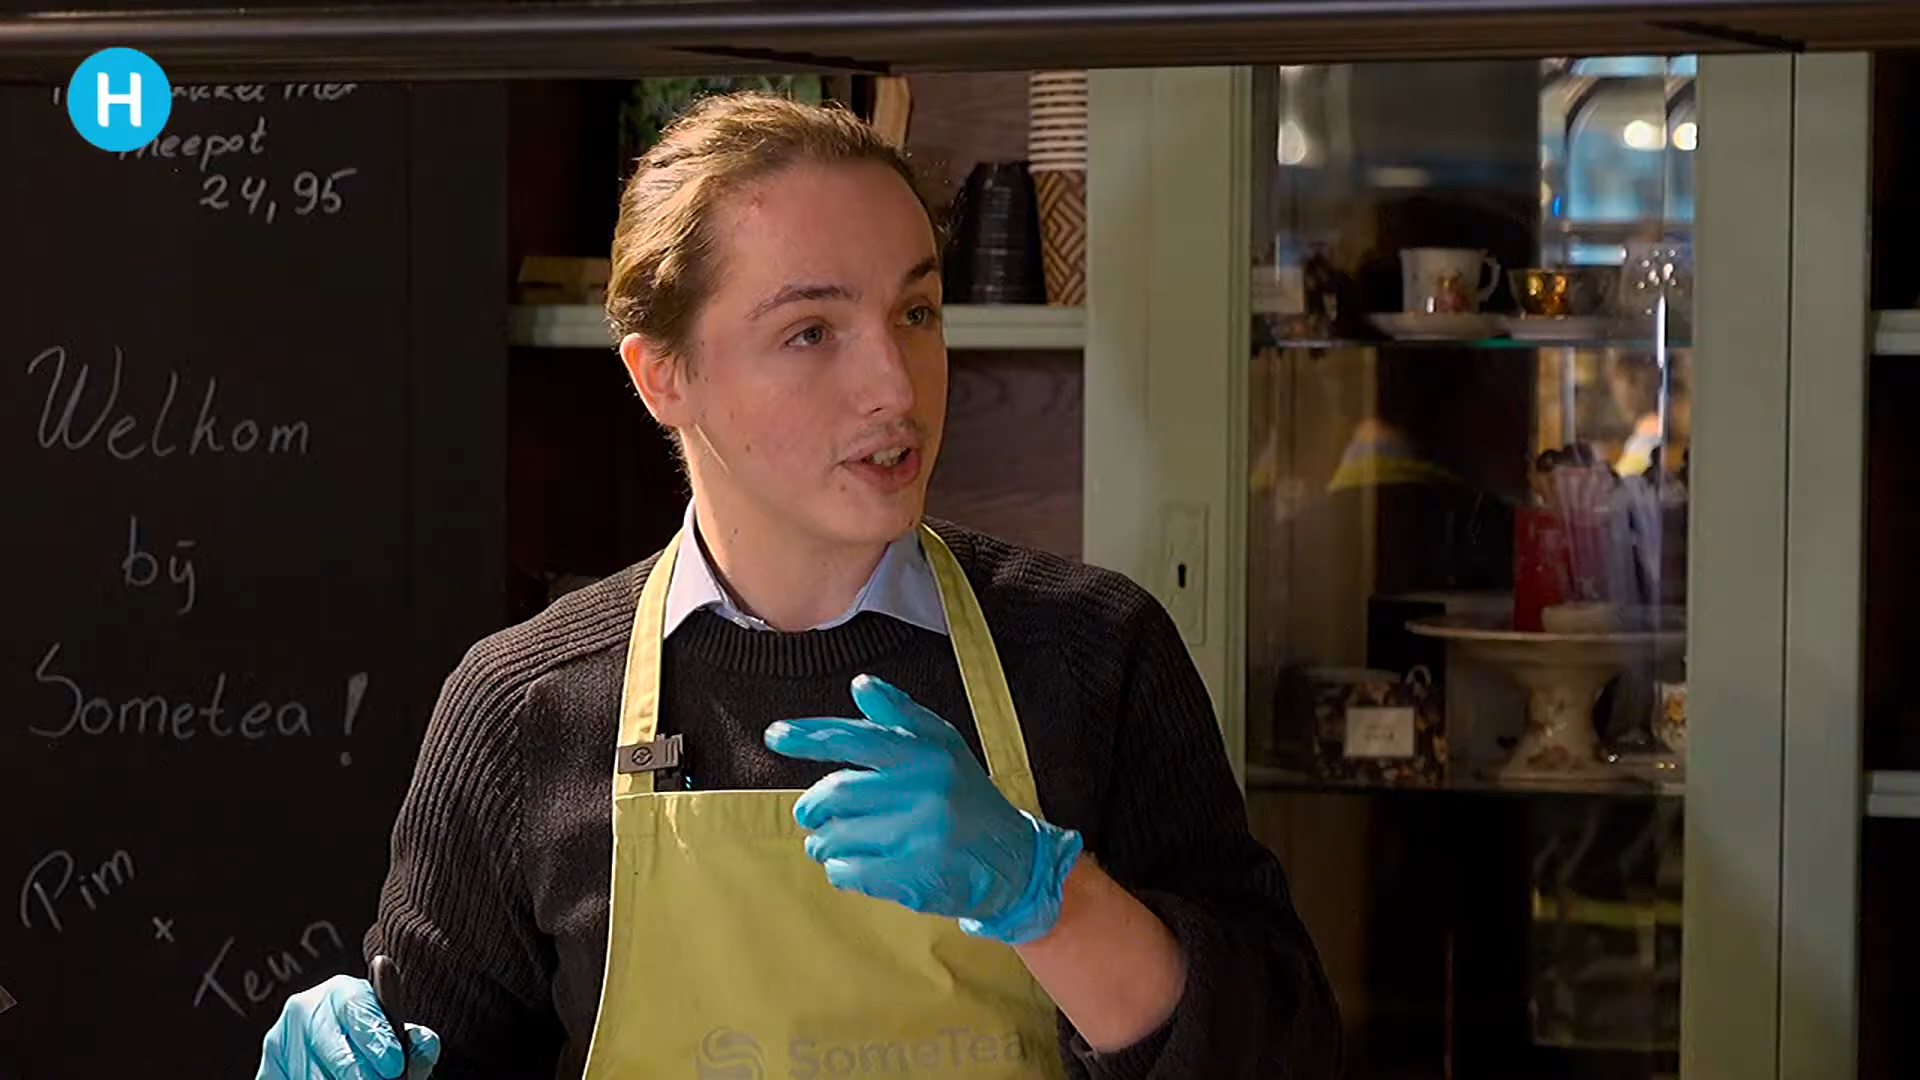 H
theepot
24,95
Welkom
bij
Sometea!
Pim
+
Teun
SomeTea